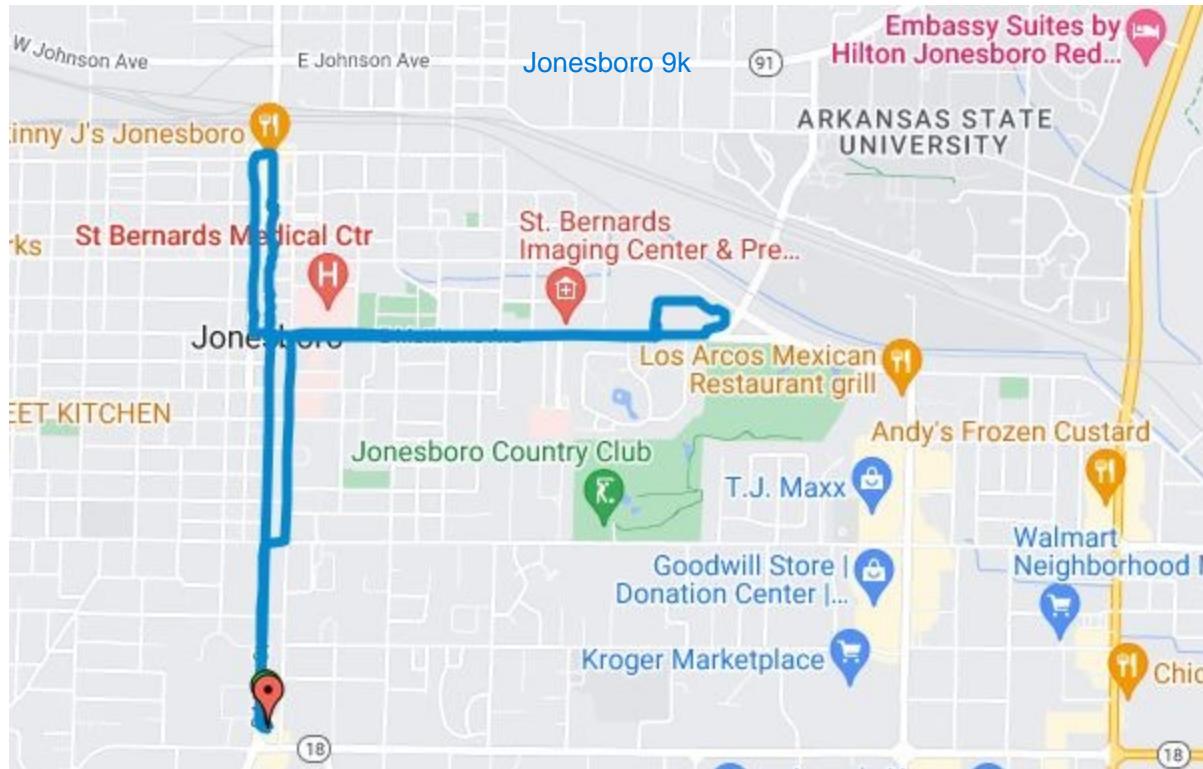 W Johnson Ave
E Johnson Ave
Jonesboro 9k
91
Embassy Suites by
Hilton Jonesboro Red...
inny J's Jonesboro
ARKANSAS STATE
UNIVERSITY
rks
St Bernards Medical Ctr
H
St. Bernards
Imaging Center & Pre...
Jonesboro
Los Arcos Mexican
Restaurant grill
EET KITCHEN
Andy's Frozen Custard
Jonesboro Country Club
T.J. Maxx
Walmart
Neighborhood
Goodwill Store |
Donation Center |...
Kroger Marketplace
Chic
18
18